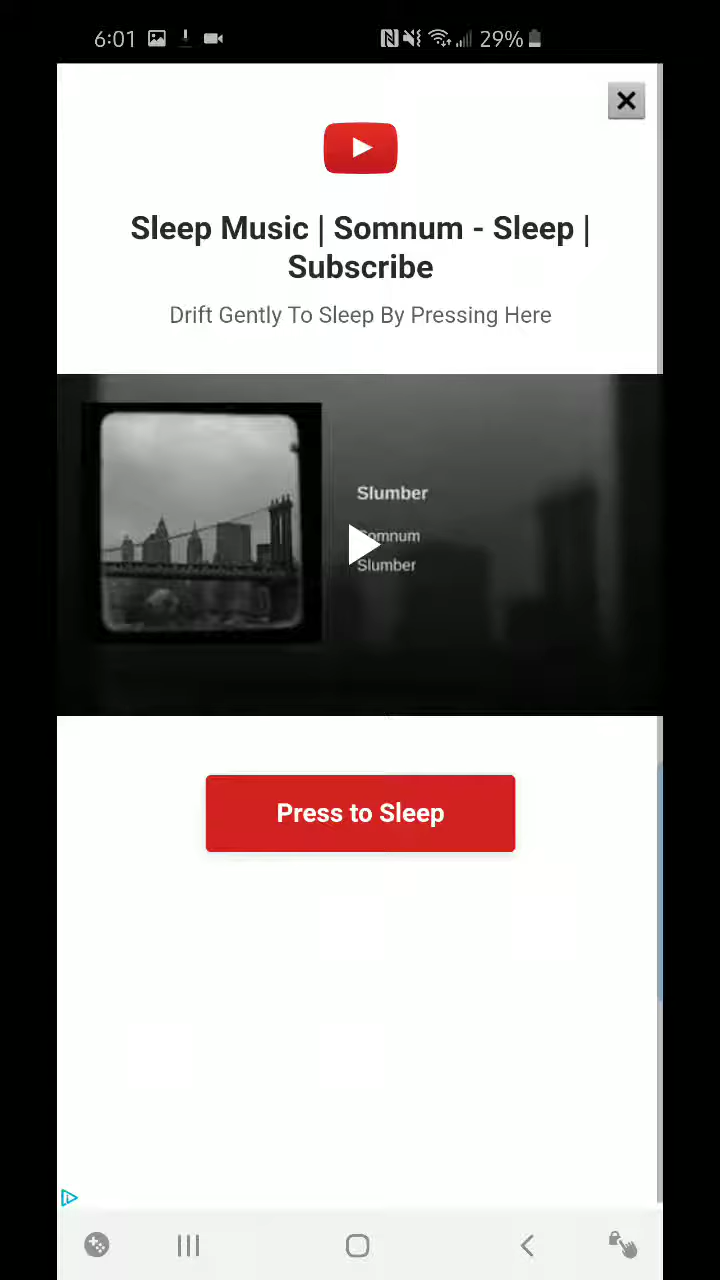 6:01
29%
Sleep Music | Somnum - Sleep |
Subscribe
Drift Gently To Sleep By Pressing Here
Slumber
Somnum
Slumber
Press to Sleep